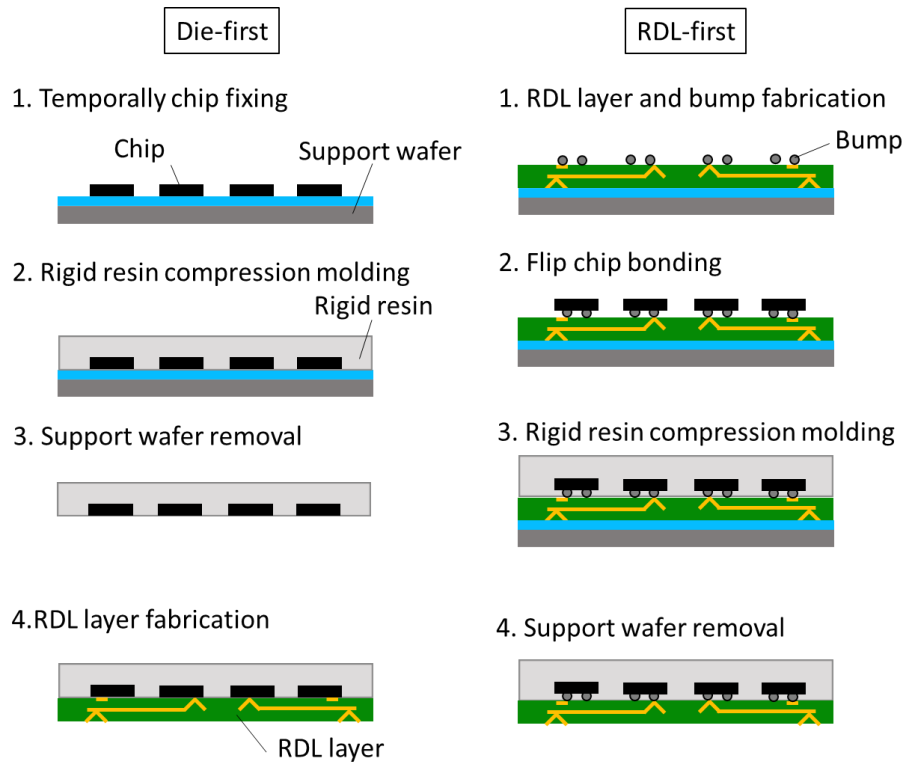 Die-first
1. Temporally chip fixing
Chip
Support wafer
2. Rigid resin compression molding
Rigid resin
3. Support wafer removal
4.RDL layer fabrication
RDL layer
RDL-first
1. RDL layer and bump fabrication
Bump
2. Flip chip bonding
3. Rigid resin compression molding
4. Support wafer removal